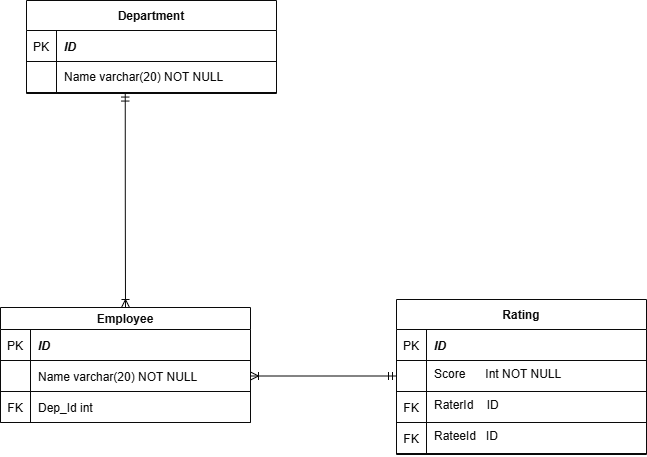 Department
PK ID
Name varchar(20) NOT NULL
Employee
PK ID
Name varchar(20) NOT NULL
FK Dep_Id int
Rating
PK ID
Score Int NOT NULL
FK RaterId ID
FK RateeId ID